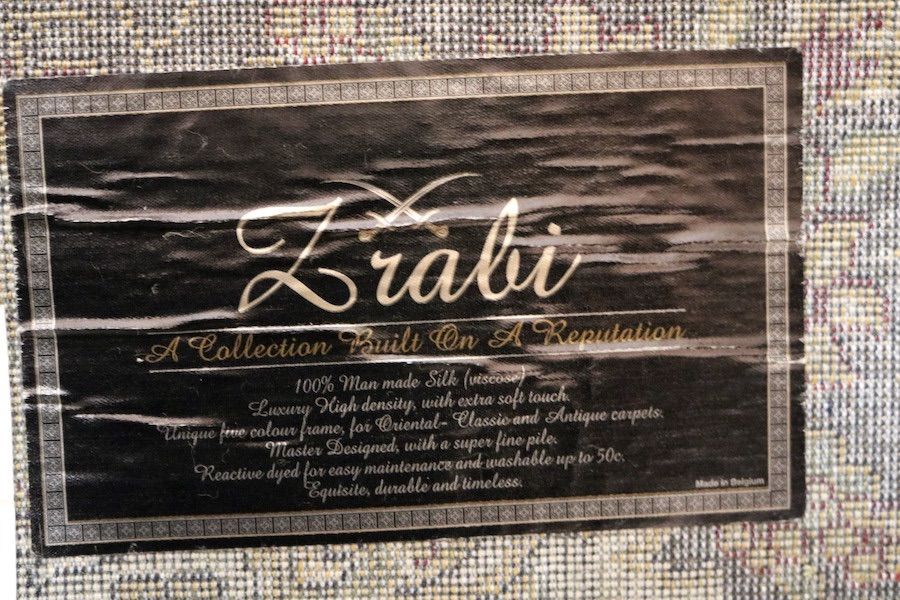 Zrabi
A Collection Built On A Reputation
100% Man made Silk (viscose)
Luxury High density, with extra soft touch.
Unique five colour frame, for Oriental- Classic and Antique carpets.
Master Designed, with a super fine pile.
Reactive dyed for easy maintenance and washable up to 50c.
Equisite, durable and timeless.
Made in Belgium